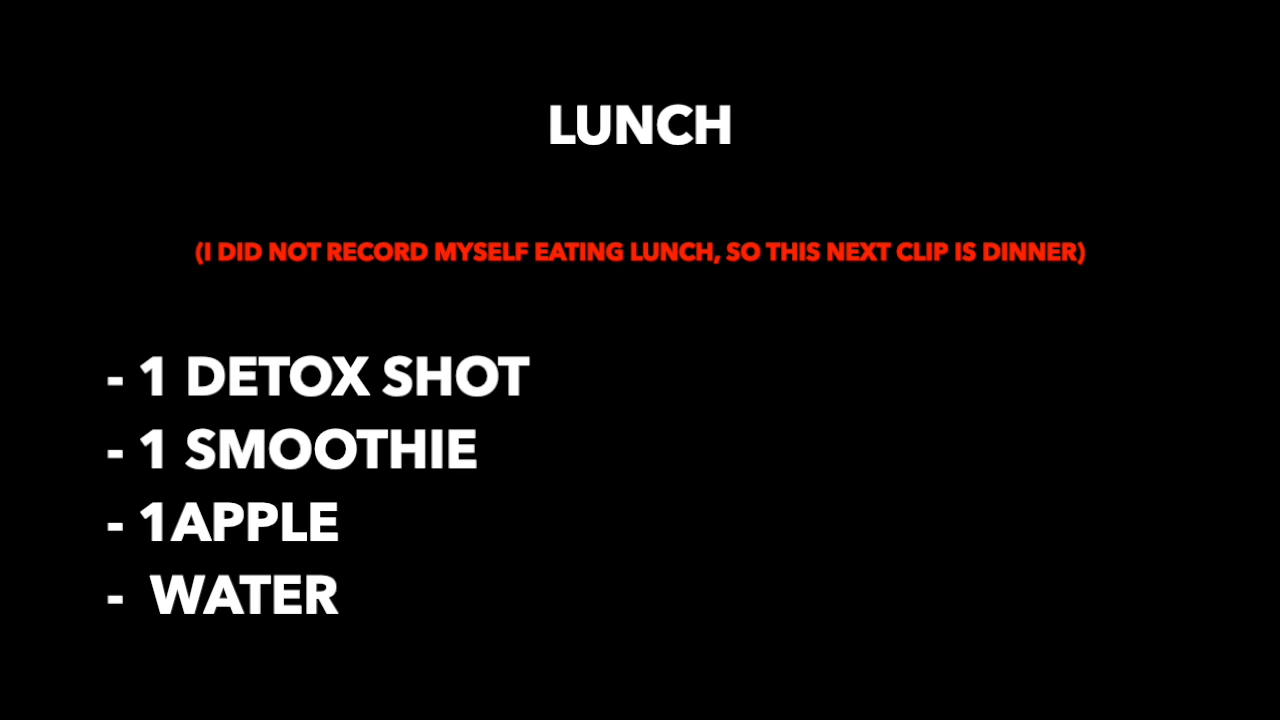 LUNCH
(I DID NOT RECORD MYSELF EATING LUNCH, SO THIS NEXT CLIP IS DINNER)
- 1 DETOX SHOT
- 1 SMOOTHIE
- 1APPLE
- WATER